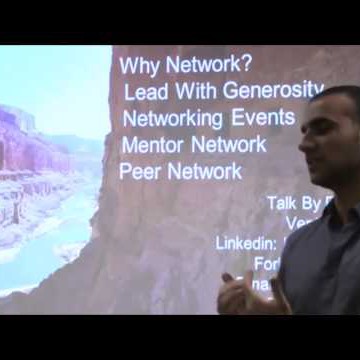 Why Network?
Lead With Generosity
Networking Events
Mentor Network
Peer Network
Talk By
Linkedin: